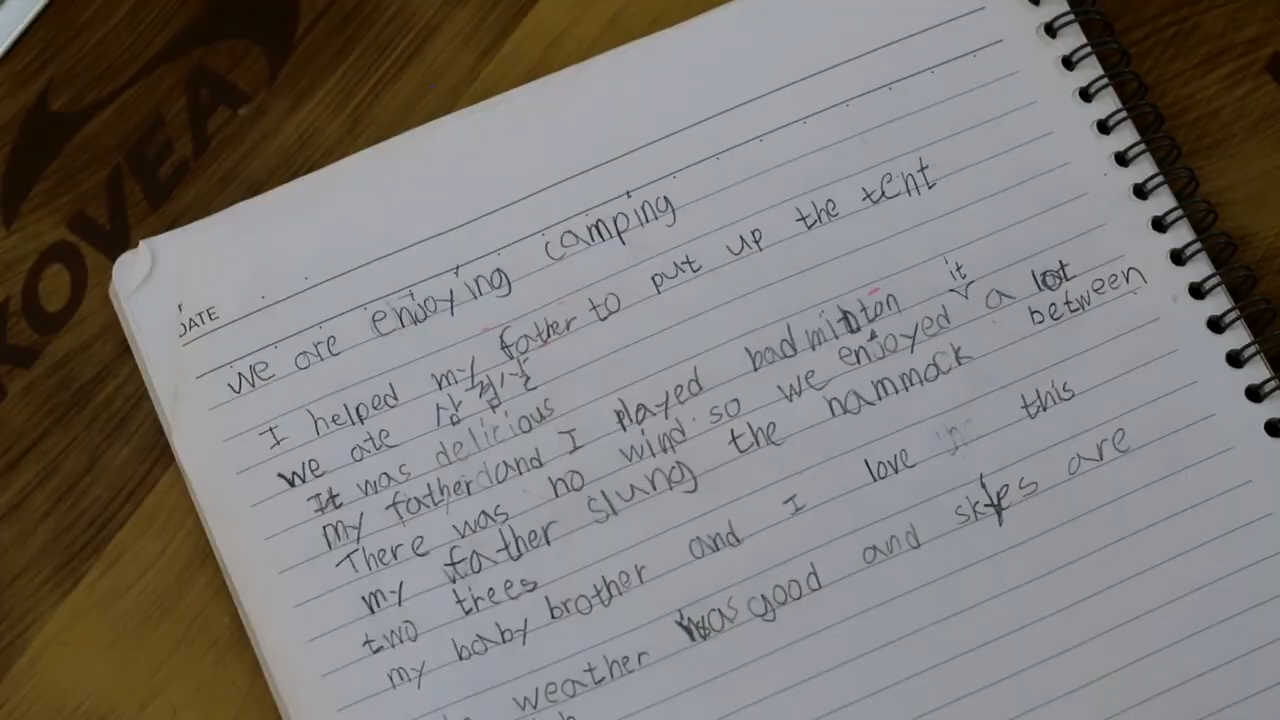 KOVEA
DATE
we are enjoying camping
I helped my father to put up the tent
we ate 삼겹살
It was delicious
my father and I played badminton
There was no wind. so we enjoyed it a lot
my father slung the hammock between
two trees
my baby brother and I love this
weather was good and skies are